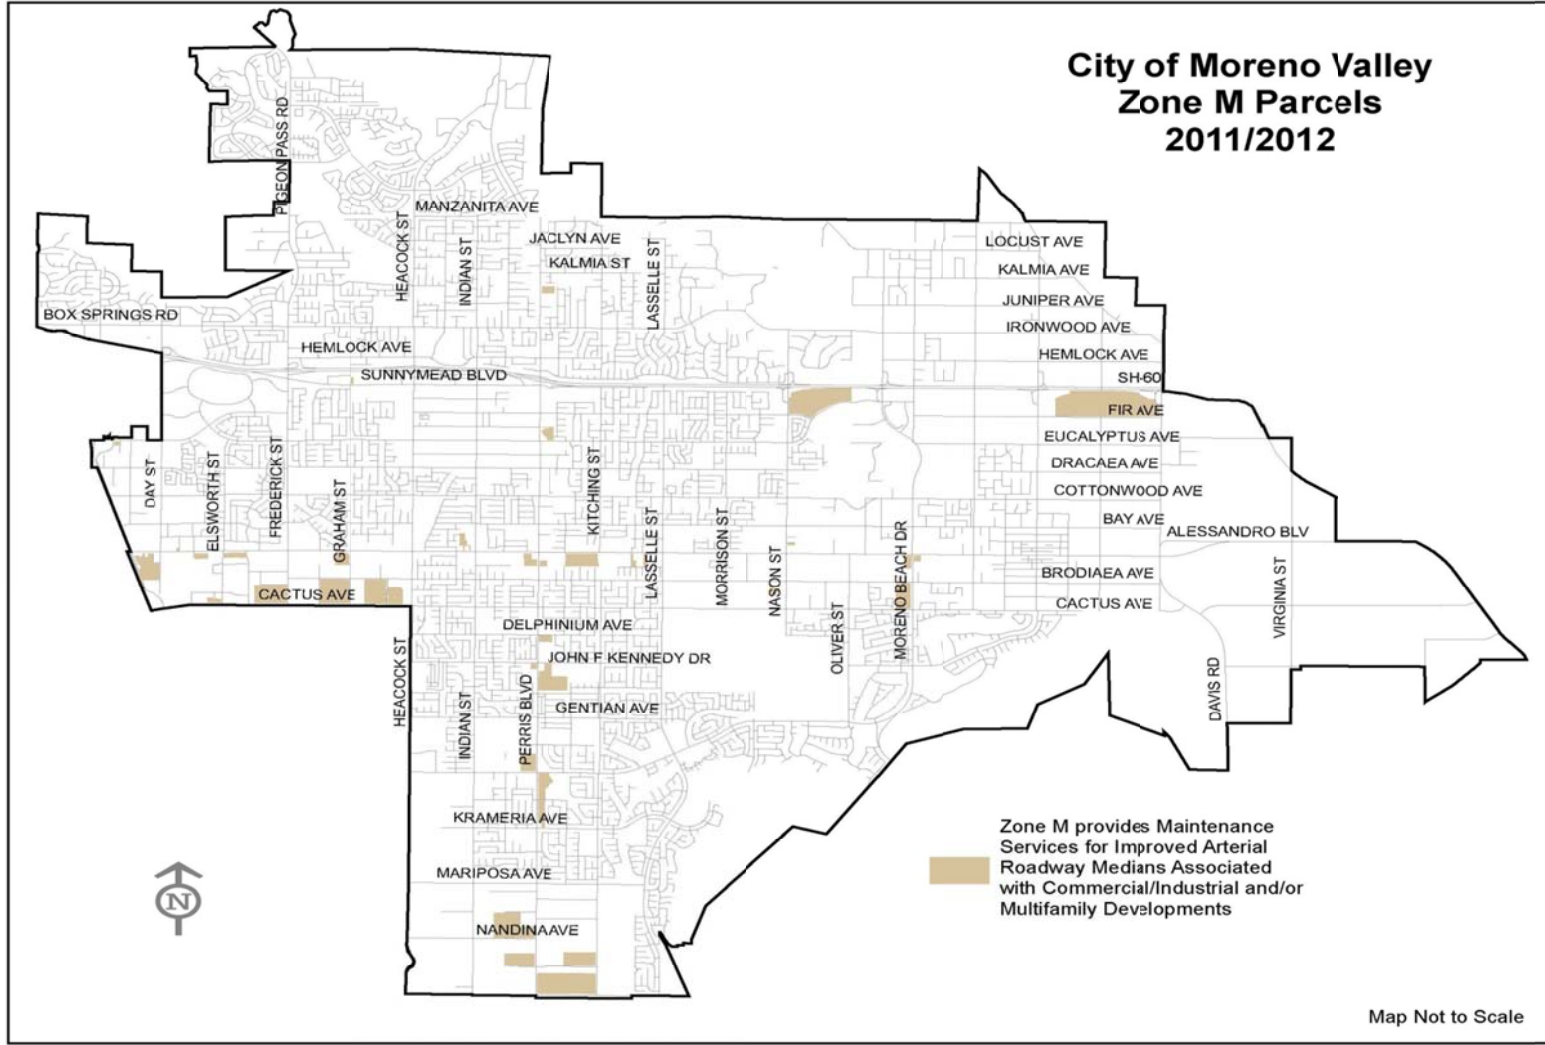 City of Moreno Valley
Zone M Parcels
2011/2012
PIGEON PASS RD
MANZANITA AVE
HEACOCK ST
INDIAN ST
JACLYN AVE
KALMIA ST
LASSELLE ST
LOCUST AVE
KALMIA AVE
JUNIPER AVE
IRONWOOD AVE
HEMLOCK AVE
SH-60
FIR AVE
EUCALYPTUS AVE
DRACAEA AVE
COTTONWOOD AVE
BAY AVE
ALESSANDRO BLV
BRODIAEA AVE
CACTUS AVE
BOX SPRINGS RD
HEMLOCK AVE
SUNNYMEAD BLVD
DAY ST
ELSWORTH ST
FREDERICK ST
GRAHAM ST
KITCHING ST
LASSELLE ST
MORRISON ST
NASON ST
OLIVER ST
MORENO BEACH DR
VIRGINIA ST
DAVIS RD
CACTUS AVE
DELPHINIUM AVE
JOHN F KENNEDY DR
HEACOCK ST
INDIAN ST
PERRIS BLVD
GENTIAN AVE
KRAMERIA AVE
MARIPOSA AVE
NANDINA AVE
N
Zone M provides Maintenance
Services for Improved Arterial
Roadway Medians Associated
with Commercial/Industrial and/or
Multifamily Developments
Map Not to Scale